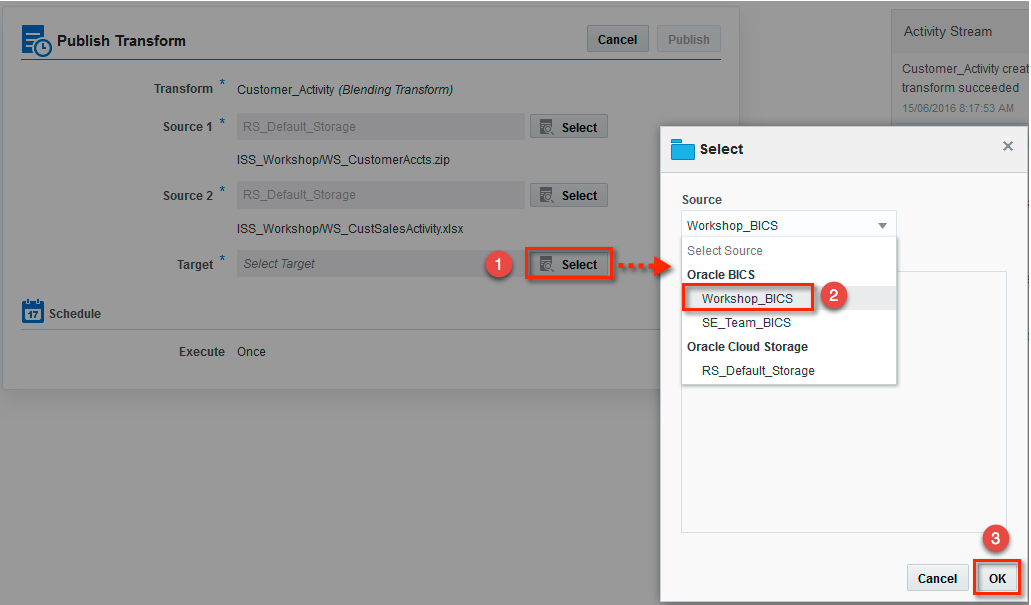 Publish Transform
Cancel
Publish
Transform * Customer_Activity (Blending Transform)
Source 1 * RS_Default_Storage Select
ISS_Workshop/WS_CustomerAccts.zip
Source 2 * RS_Default_Storage Select
ISS_Workshop/WS_CustSalesActivity.xlsx
Target * Select Target 1 Select
17 Schedule
Execute Once
Activity Stream
Customer_Activity crea
transform succeeded
15/06/2016 8:17:53 AM
Select ×
Source
Workshop_BICS
Select Source
Oracle BICS
Workshop_BICS 2
SE_Team_BICS
Oracle Cloud Storage
RS_Default_Storage
3
Cancel OK